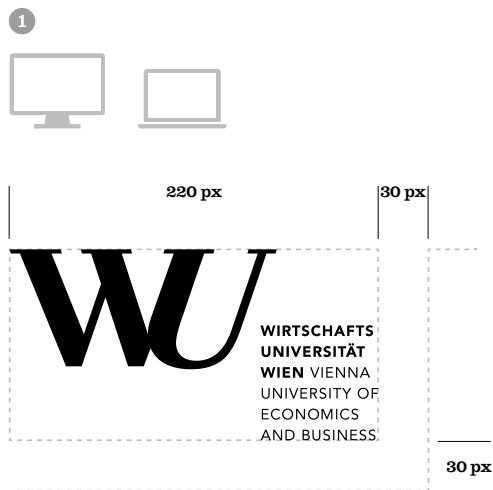 1
220 px
30 px
WU
WIRTSCHAFTS
UNIVERSITÄT
WIEN VIENNA
UNIVERSITY OF
ECONOMICS
AND BUSINESS
30 px